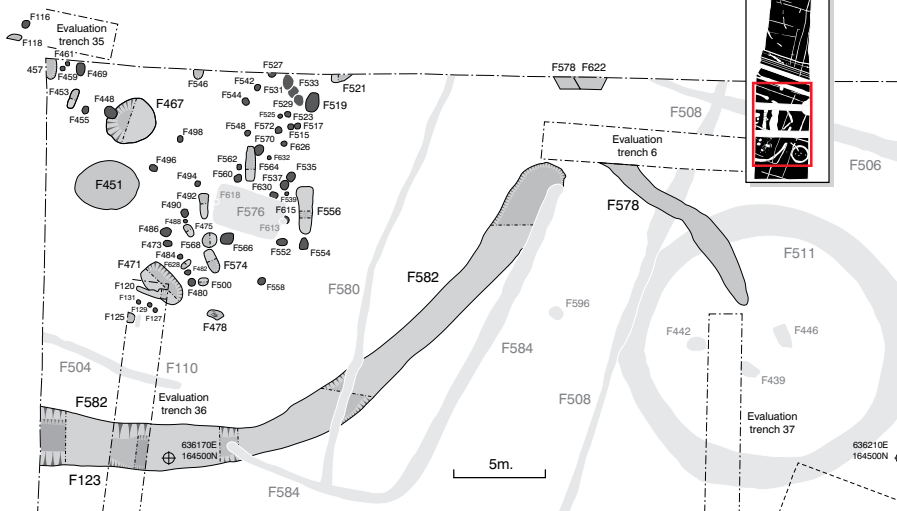 F116
Evaluation
trench 35
F118
F461
457
F459
F469
F453
F455
F448
F467
F546
F527
F542
F531
F533
F521
F544
F529
F519
F525
F523
F548
F572
F517
F515
F498
F570
F626
F632
F562
F564
F496
F560
F535
F537
F494
F630
F451
F492
F618
F539
F490
F576
F615
F556
F488
F475
F613
F486
F568
F566
F473
F552
F554
F484
F471
F628
F482
F574
F120
F480
F500
F558
F131
F129
F125
F127
F478
F578 F622
F508
Evaluation
trench 6
F506
F578
F511
F582
F580
F596
F442
F446
F584
F439
F504
F110
F508
F582
Evaluation
trench 36
Evaluation
trench 37
636170E
164500N
636210E
164500N
5m.
F123
F584